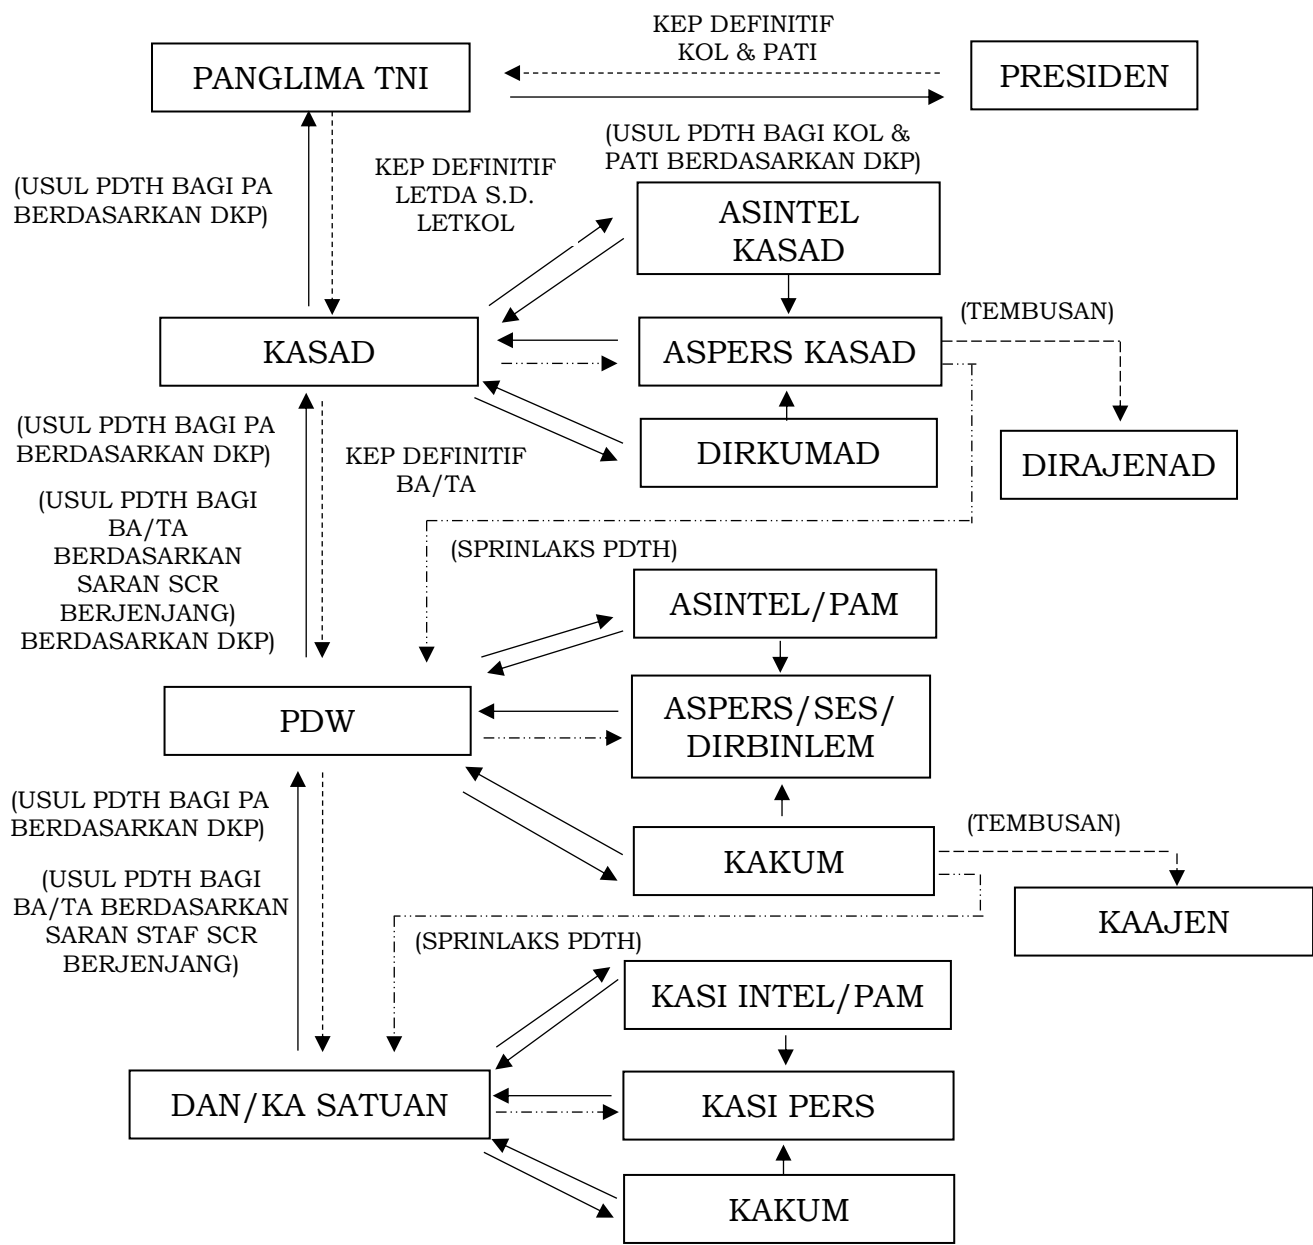 KEP DEFINITIF
KOL & PATI
PANGLIMA TNI
PRESIDEN
(USUL PDTH BAGI KOL &
PATI BERDASARKAN DKP)
(USUL PDTH BAGI PA
BERDASARKAN DKP)
KEP DEFINITIF
LETDA S.D.
LETKOL
ASINTEL
KASAD
KASAD
ASPERS KASAD
(TEMBUSAN)
(USUL PDTH BAGI PA
BERDASARKAN DKP)
KEP DEFINITIF
BA/TA
DIRKUMAD
DIRAJENAD
(USUL PDTH BAGI
BA/TA
BERDASARKAN
SARAN SCR
BERJENJANG)
BERDASARKAN DKP)
(SPRINLAKS PDTH)
ASINTEL/PAM
PDW
ASPERS/SES/
DIRBINLEM
(USUL PDTH BAGI PA
BERDASARKAN DKP)
KAKUM
(TEMBUSAN)
KAAJEN
(USUL PDTH BAGI
BA/TA BERDASARKAN
SARAN STAF SCR
BERJENJANG)
(SPRINLAKS PDTH)
KASI INTEL/PAM
DAN/KA SATUAN
KASI PERS
KAKUM